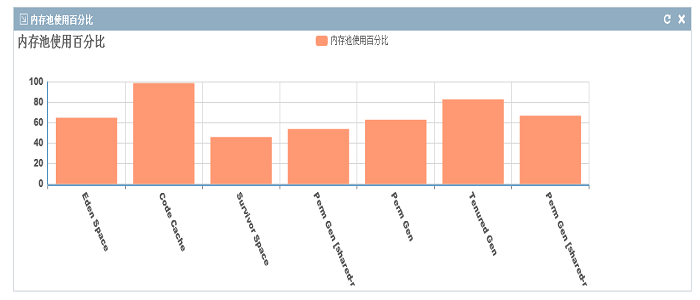 内存池使用百分比
内存池使用百分比
内存池使用百分比
100
80
60
40
20
0
Eden Space
Code Cache
Survivor Space
Perm Gen [shared-r
Perm Gen
Tenured Gen
Perm Gen [shared-r